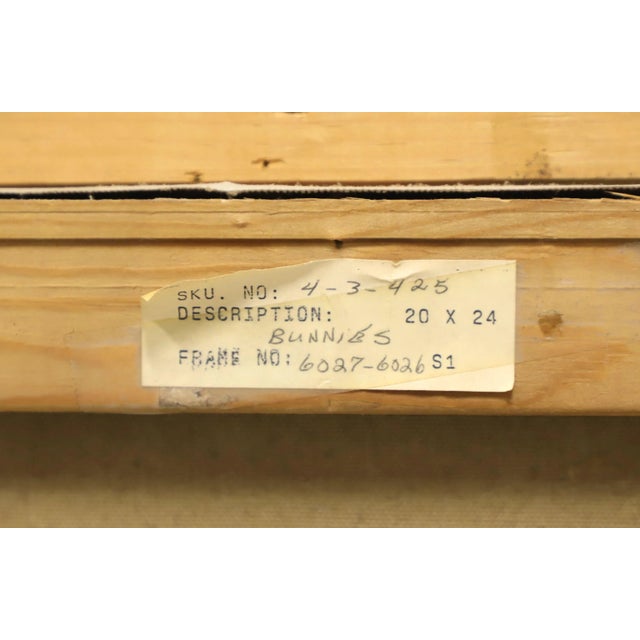 SKU. NO: 4-3-425
DESCRIPTION: 20 X 24
BUNNIES
FRAME NO: 6027-6026 S1